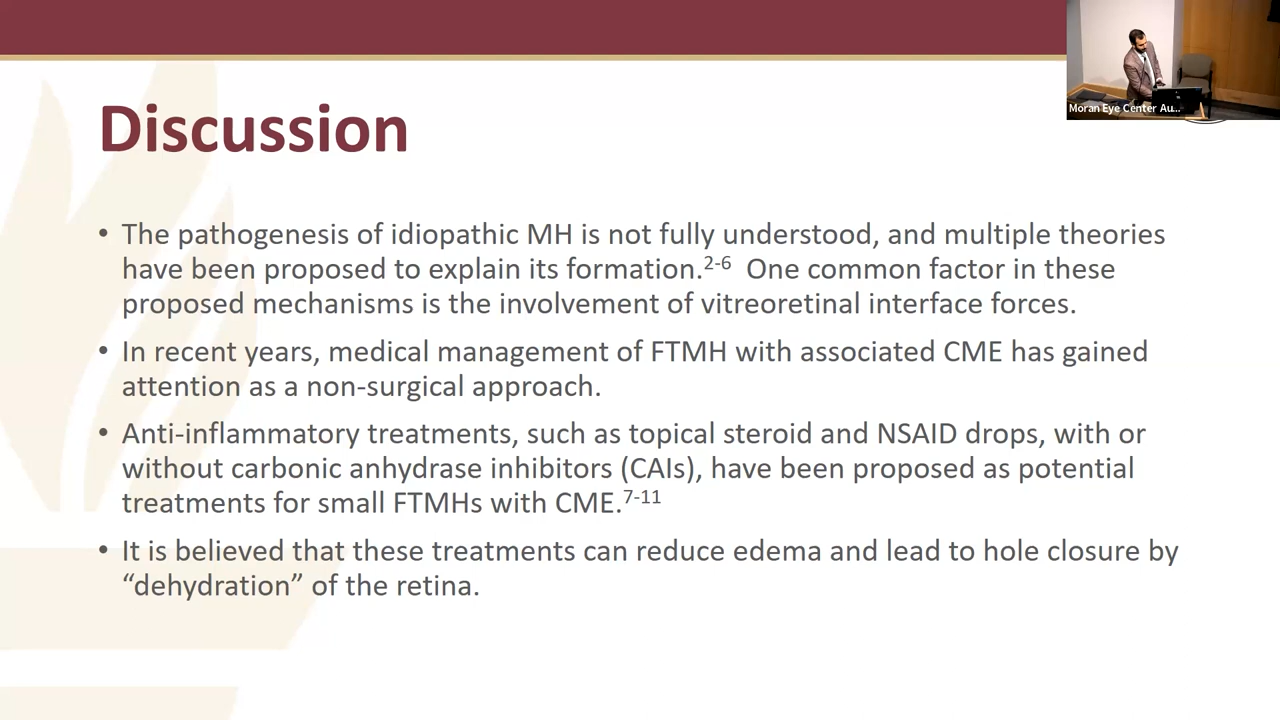 Moran Eye Center Au...
Discussion
• The pathogenesis of idiopathic MH is not fully understood, and multiple theories
have been proposed to explain its formation.2-6 One common factor in these
proposed mechanisms is the involvement of vitreoretinal interface forces.
• In recent years, medical management of FTMH with associated CME has gained
attention as a non-surgical approach.
• Anti-inflammatory treatments, such as topical steroid and NSAID drops, with or
without carbonic anhydrase inhibitors (CAIs), have been proposed as potential
treatments for small FTMHs with CME.7-11
• It is believed that these treatments can reduce edema and lead to hole closure by
“dehydration” of the retina.